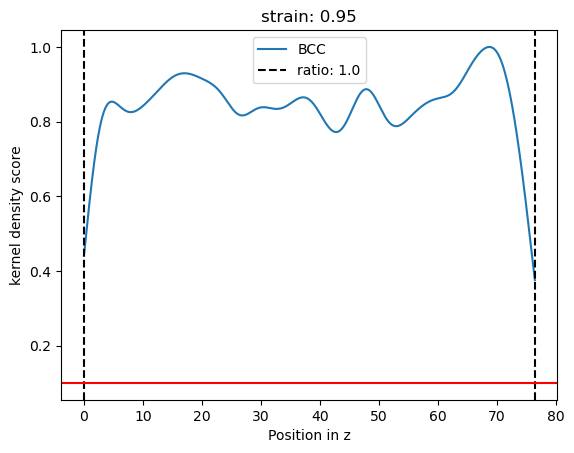 strain: 0.95
BCC
ratio: 1.0
kernel density score
1.0
0.8
0.6
0.4
0.2
0 10 20 30 40 50 60 70 80
Position in z